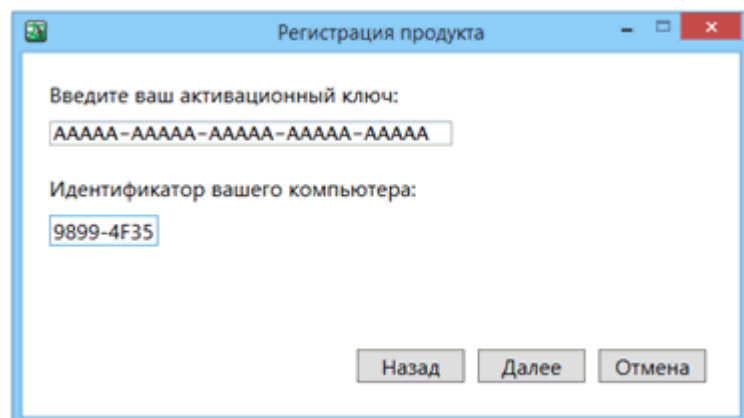 Регистрация продукта
Введите ваш активационный ключ:
AAAAA-AAAAA-AAAAA-AAAAA-AAAAA
Идентификатор вашего компьютера:
9899-4F35
Назад Далее Отмена